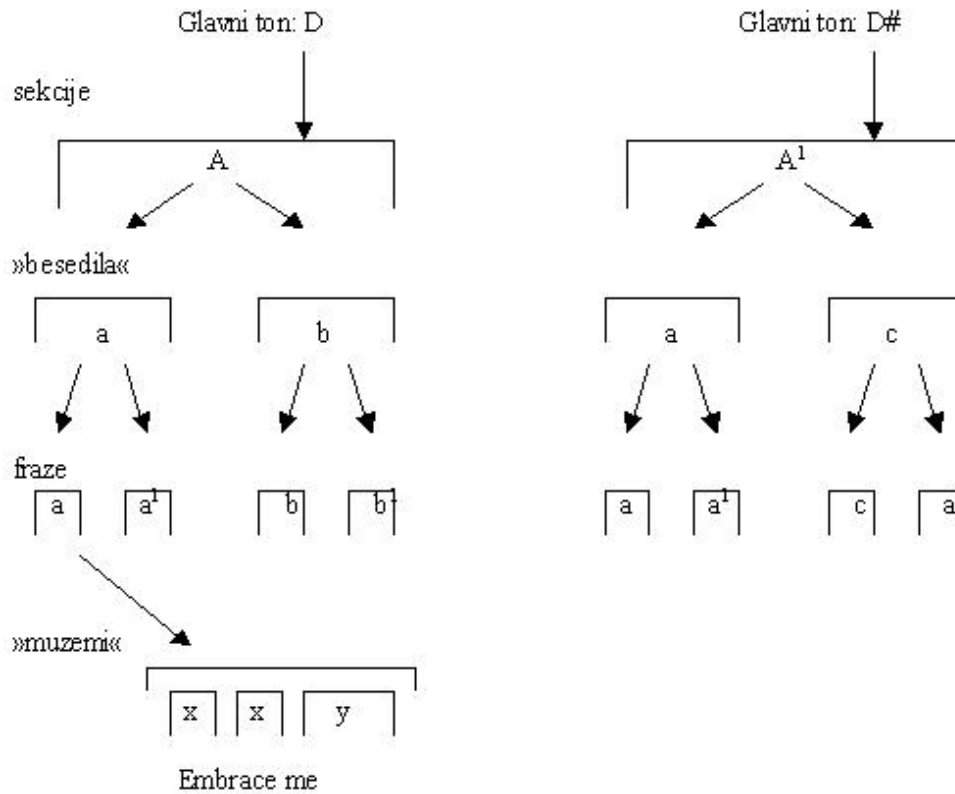 Glavni ton: D Glavni ton: D#
sekcije
A A¹
»besedila«
a b a c
fraze
a a¹ b b¹ a a¹ c a
»muzemi«
x x y
Embrace me